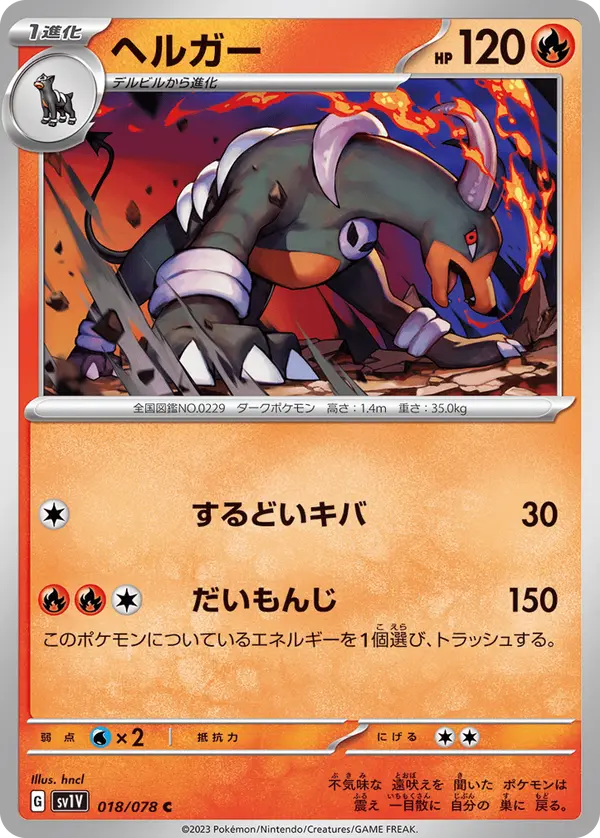 1進化
ヘルガー
HP 120
デルビルから進化
全国図鑑NO.0229 ダークポケモン 高さ：1.4m 重さ：35.0kg
するどいキバ 30
だいもんじ 150
このポケモンについているエネルギーを1個選び、トラッシュする。
弱点 ×2 抵抗力 にげる
Illus. hncl
G sv1V 018/078 C
不気味な 遠吠えを 聞いた ポケモンは
震え 一目散に 自分の 巣に 戻る。
©2023 Pokémon/Nintendo/Creatures/GAME FREAK.